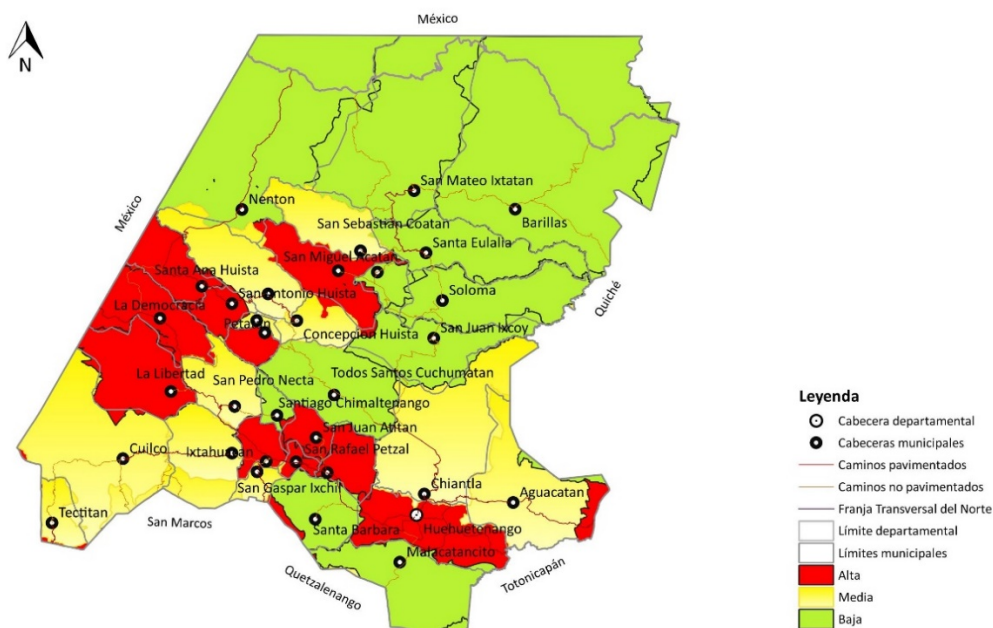 México
N
San Mateo Ixtatan
Nenton
Barillas
México
San Sebastián Coatan
Santa Eulalia
San Miguel Acatan
Santa Ana Huista
Quiché
Soloma
San Antonio Huista
La Democracia
Petatan
Concepcion Huista
San Juan Ixcoy
La Libertad
San Pedro Necta
Todos Santos Cuchumatan
Santiago Chimaltenango
San Juan Atitan
Cuilco
Ixtahuacan
San Rafael Petzal
San Gaspar Ixchil
Chiantla
Aguacatan
Tectitan
San Marcos
Santa Barbara
Huehuetenango
Malacatancito
Quetzalenango
Totonicapán
Leyenda
Cabecera departamental
Cabeceras municipales
Caminos pavimentados
Caminos no pavimentados
Franja Transversal del Norte
Límite departamental
Límites municipales
Alta
Media
Baja